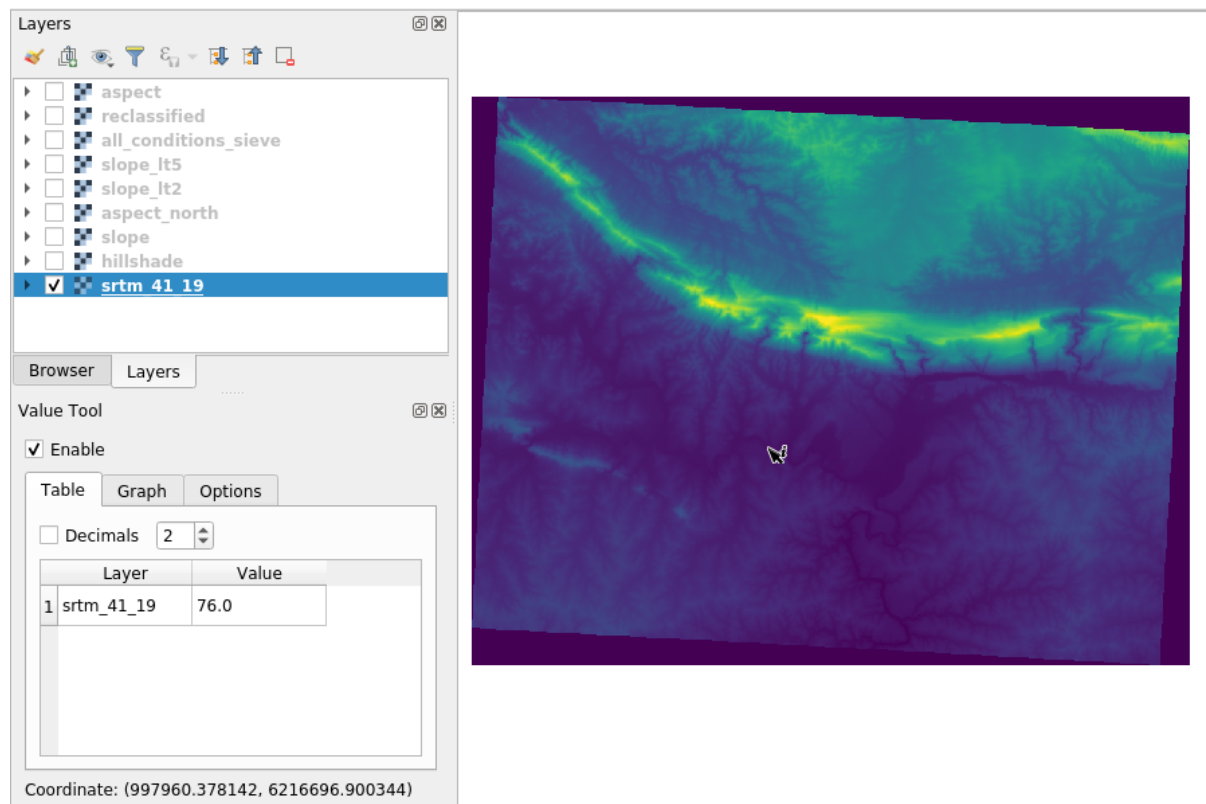 Layers
aspect
reclassified
all_conditions_sieve
slope_lt5
slope_lt2
aspect_north
slope
hillshade
srtm_41_19
Browser Layers
Value Tool
Enable
Table Graph Options
Decimals 2
Layer Value
1 srtm_41_19 76.0
Coordinate: (997960.378142, 6216696.900344)